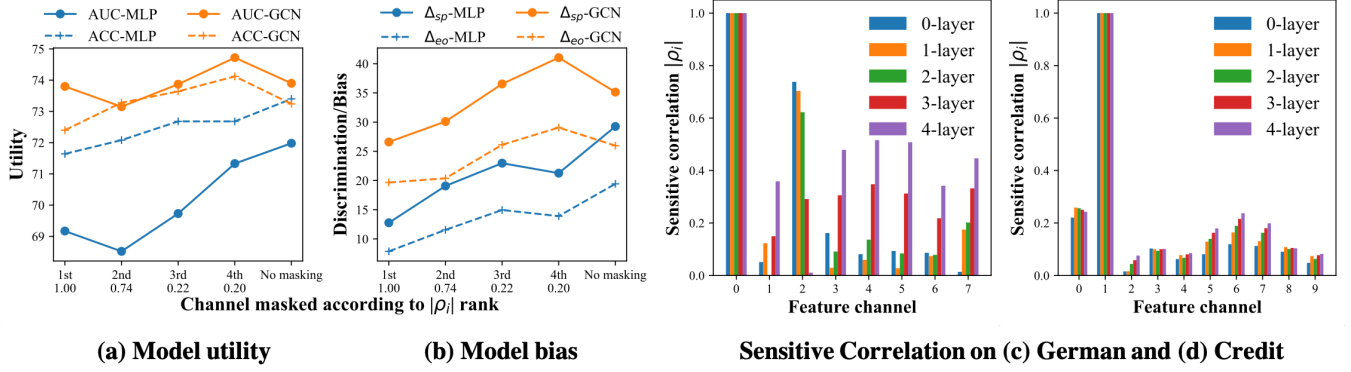 AUC-MLP
AUC-GCN
ACC-MLP
ACC-GCN
75
74
73
72
71
70
69
Utility
1st 2nd 3rd 4th No masking
1.00 0.74 0.22 0.20
Δsp-MLP
Δsp-GCN
Δeo-MLP
Δeo-GCN
40
35
30
25
20
15
10
Discrimination/Bias
1st 2nd 3rd 4th No masking
1.00 0.74 0.22 0.20
Channel masked according to |ρi| rank
(a) Model utility
(b) Model bias
1.0
0.8
0.6
0.4
0.2
0.0
Sensitive correlation |ρi|
0-layer
1-layer
2-layer
3-layer
4-layer
0 1 2 3 4 5 6 7
Feature channel
1.0
0.8
0.6
0.4
0.2
0.0
Sensitive correlation |ρi|
0-layer
1-layer
2-layer
3-layer
4-layer
0 1 2 3 4 5 6 7 8 9
Feature channel
Sensitive Correlation on (c) German and (d) Credit